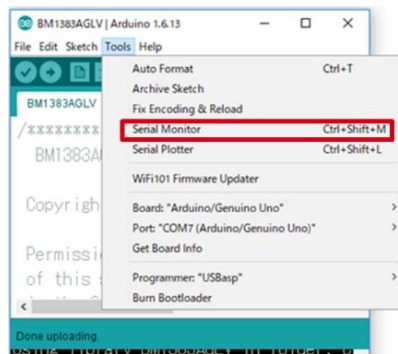 BM1383AGLV | Arduino 1.6.13
File Edit Sketch Tools Help
Auto Format Ctrl+T
Archive Sketch
BM1383AGLV
Fix Encoding & Reload
Serial Monitor Ctrl+Shift+M
Serial Plotter Ctrl+Shift+L
WiFi101 Firmware Updater
Board: "Arduino/Genuino Uno"
Port: "COM7 (Arduino/Genuino Uno)"
Get Board Info
Programmer: "USBasp"
Burn Bootloader
/********
BM1383A
Copyrigh
Permissi
of this
Done uploading.